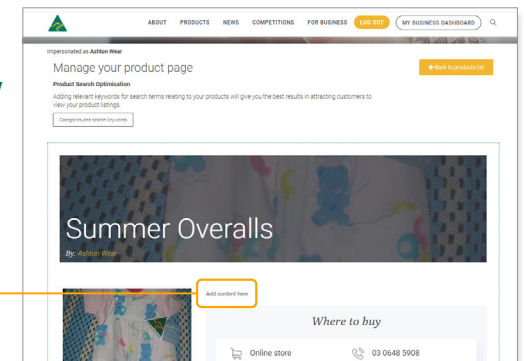 ABOUT PRODUCTS NEWS COMPETITIONS FOR BUSINESS LOG OUT MY BUSINESS DASHBOARD
Impersonated as Ashton Wear
Manage your product page
Back to products list
Product Search Optimisation
Adding relevant keywords for search terms relating to your products will give you the best results in attracting customers to
view your product listings.
Categories and search keywords
Summer Overalls
By: Ashton Wear
Add content here
Where to buy
Online store 03 0648 5908